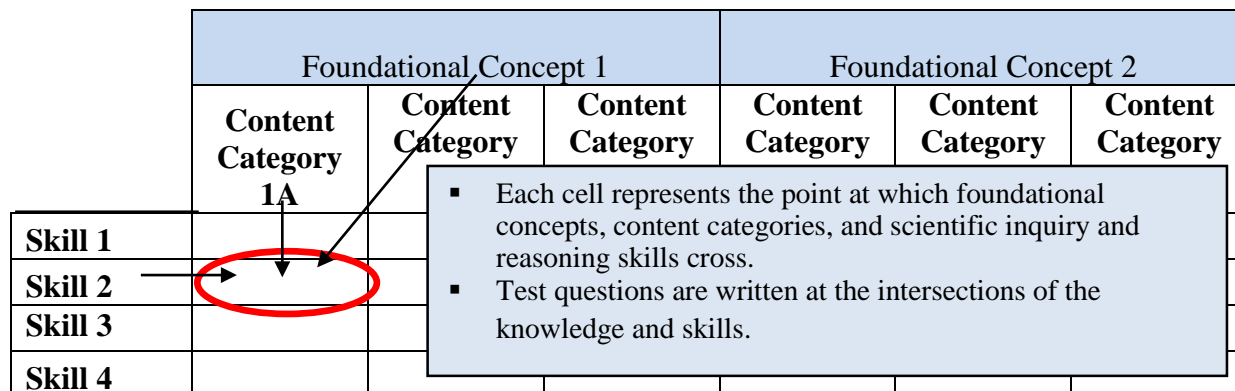 Foundational Concept 1 Foundational Concept 2
Content Category 1A Content Category Content Category Content Category Content Category Content Category
▪ Each cell represents the point at which foundational
concepts, content categories, and scientific inquiry and
reasoning skills cross.
▪ Test questions are written at the intersections of the
knowledge and skills.
Skill 1
Skill 2
Skill 3
Skill 4